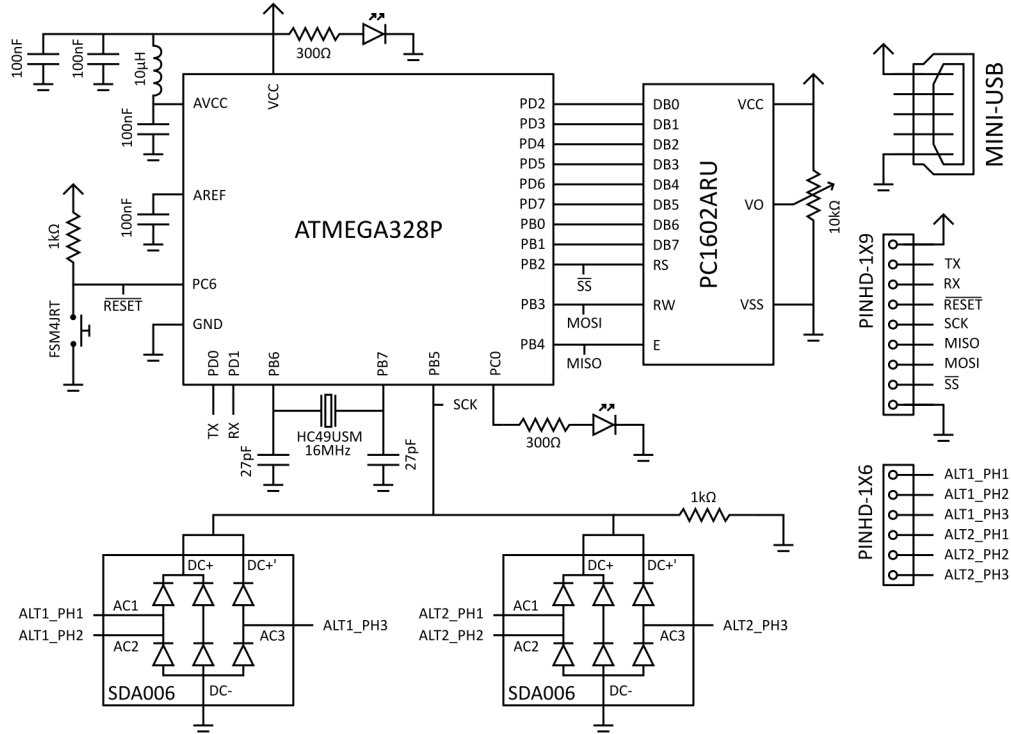 100nF
100nF
10µH
300Ω
VCC
AVCC
100nF
AREF
100nF
1kΩ
RESET
FSM4JRT
PC6
GND
ATMEGA328P
PD2
PD3
PD4
PD5
PD6
PD7
PB0
PB1
PB2
PB3
PB4
SS
MOSI
MISO
DB0
DB1
DB2
DB3
DB4
DB5
DB6
DB7
RS
RW
E
PC1602ARU
VCC
VO
VSS
10kΩ
MINI-USB
PINHD-1X9
TX
RX
RESET
SCK
MISO
MOSI
SS
PD0
PD1
PB6
PB7
PB5
PC0
TX
RX
HC49USM
16MHz
27pF
27pF
SCK
300Ω
1kΩ
PINHD-1X6
ALT1_PH1
ALT1_PH2
ALT1_PH3
ALT2_PH1
ALT2_PH2
ALT2_PH3
DC+
DC+'
ALT1_PH1
AC1
ALT1_PH2
AC2
AC3
ALT1_PH3
SDA006
DC-
DC+
DC+'
ALT2_PH1
AC1
ALT2_PH2
AC2
AC3
ALT2_PH3
SDA006
DC-